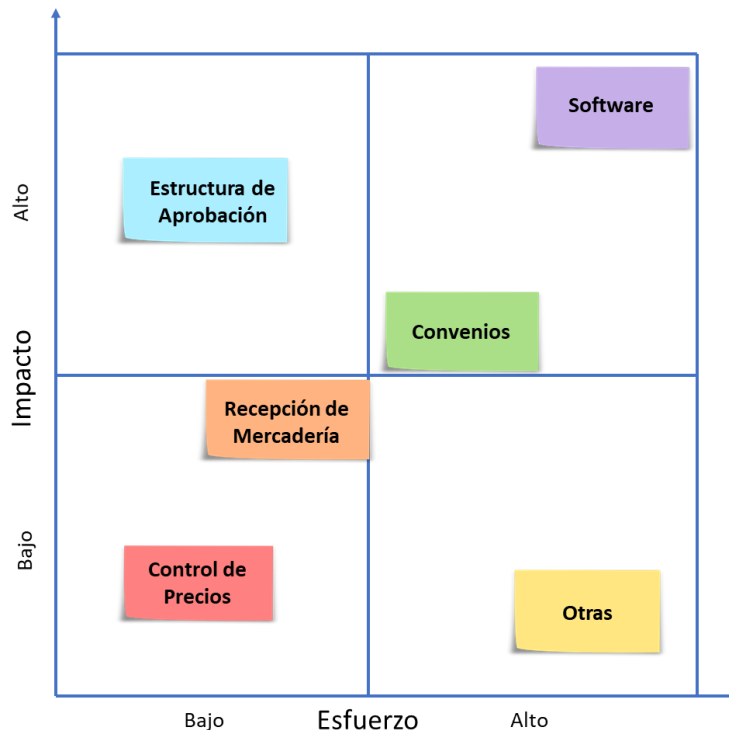 Software
Estructura de
Aprobación
Alto
Convenios
Impacto
Recepción de
Mercadería
Bajo
Control de
Precios
Otras
Bajo
Esfuerzo
Alto